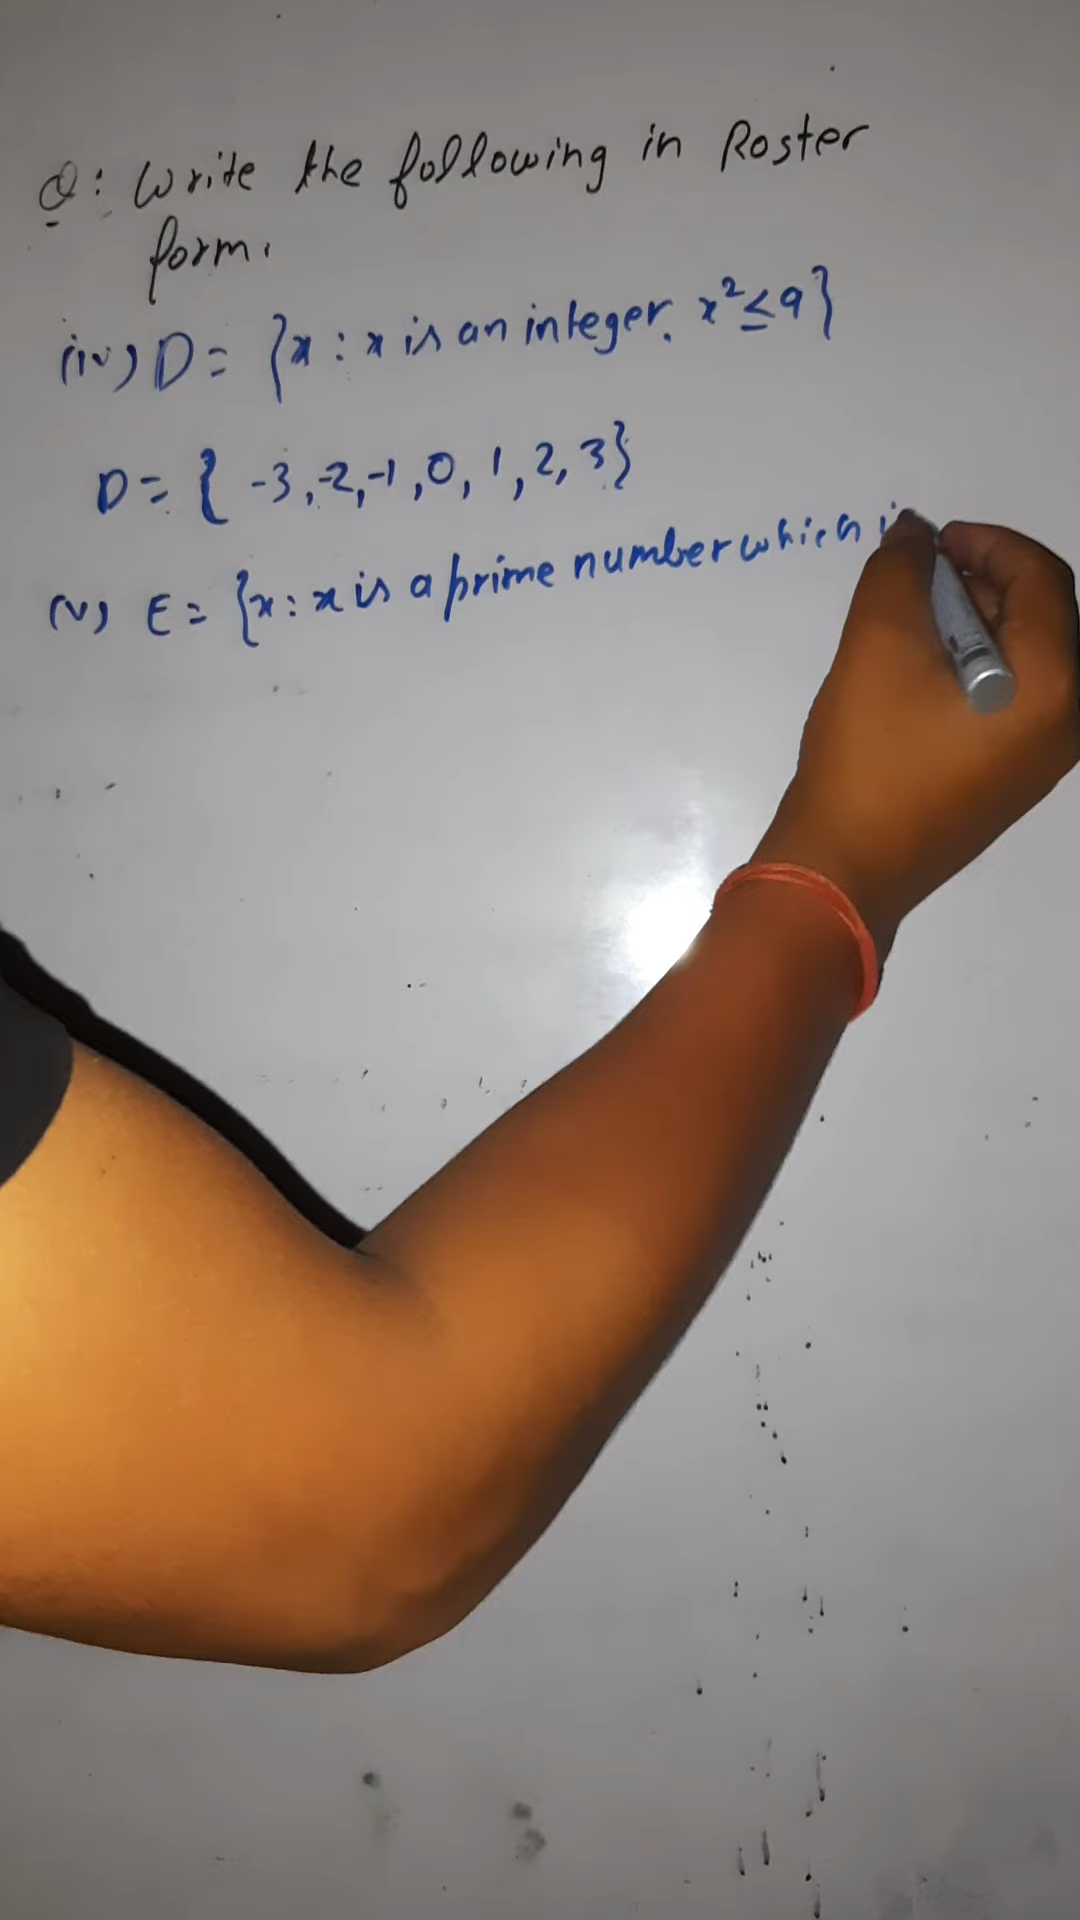 Q: Write the following in Roster
form.
(iv) D = {x : x is an integer. x² ≤ 9}
D = { -3, -2, -1, 0, 1, 2, 3}
(v) E = {x : x is a prime number which